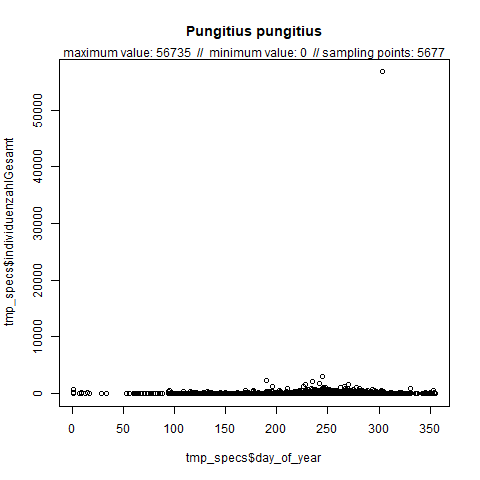 Pungitius pungitius
maximum value: 56735 // minimum value: 0 // sampling points: 5677
tmp_specs$individuenzahlGesamt
50000
40000
30000
20000
10000
0
0 50 100 150 200 250 300 350
tmp_specs$day_of_year